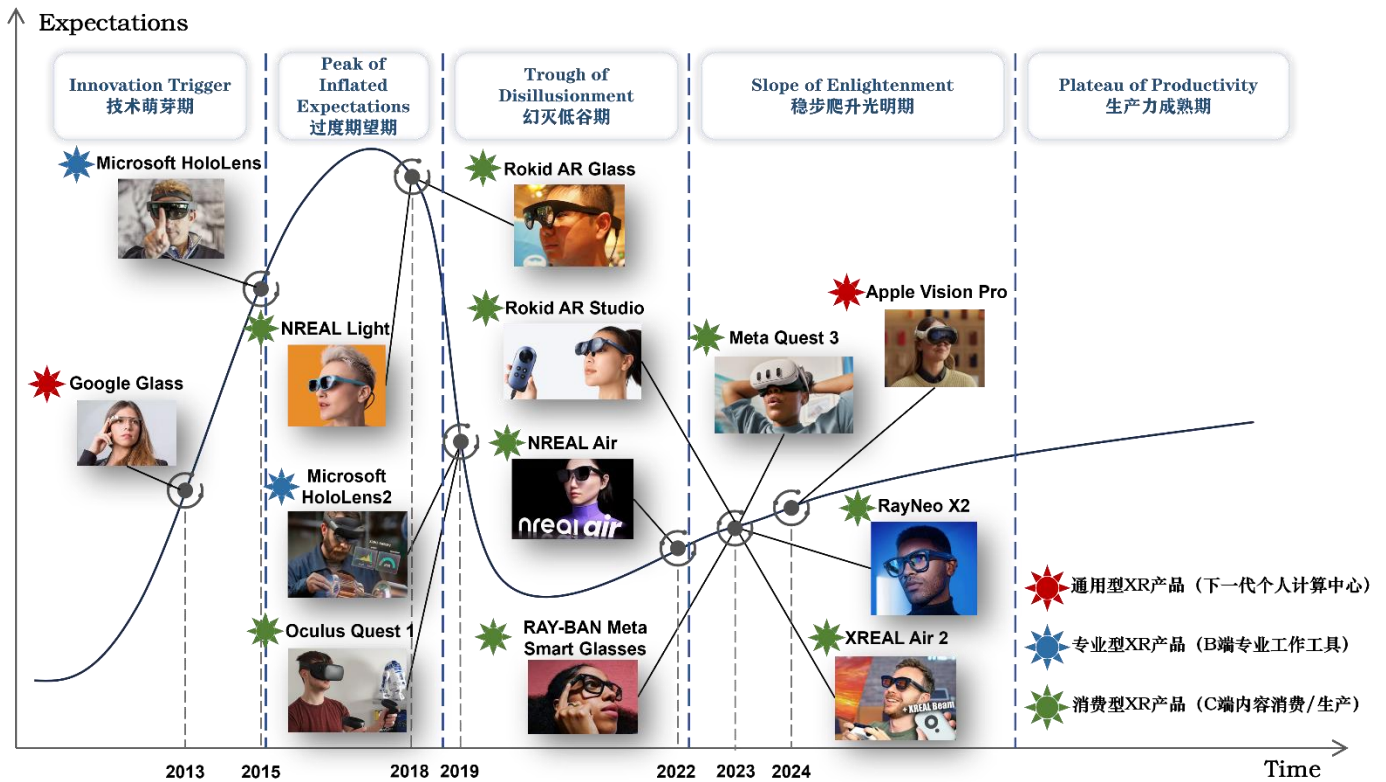 Expectations
Innovation Trigger
技术萌芽期
Peak of
Inflated
Expectations
过度期望期
Trough of
Disillusionment
幻灭低谷期
Slope of Enlightenment
稳步爬升光明期
Plateau of Productivity
生产力成熟期
Microsoft HoloLens
Rokid AR Glass
Rokid AR Studio
Apple Vision Pro
NREAL Light
Meta Quest 3
Google Glass
NREAL Air
nreal air
Microsoft
HoloLens2
RayNeo X2
Oculus Quest 1
RAY-BAN Meta
Smart Glasses
XREAL Air 2
+ XREAL Beam
通用型XR产品（下一代个人计算中心）
专业型XR产品（B端专业工作工具）
消费型XR产品（C端内容消费/生产）
2013
2015
2018
2019
2022
2023
2024
Time